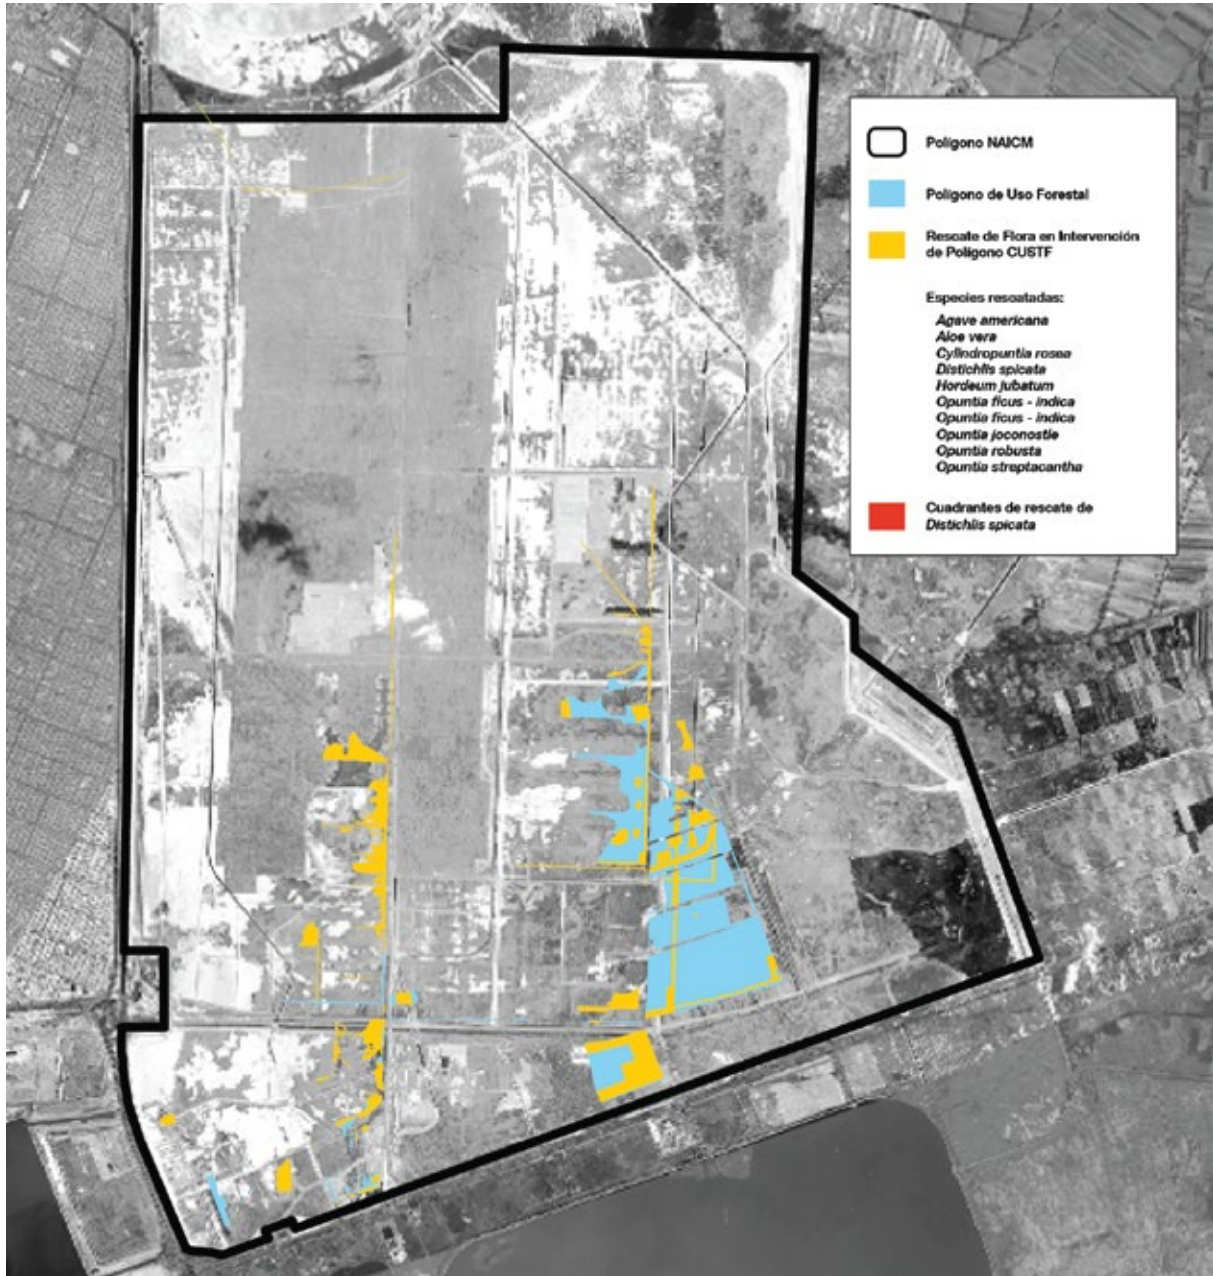 Polígono NAICM
Polígono de Uso Forestal
Rescate de Flora en Intervención
de Polígono CUSTF
Especies rescatadas:
Agave americana
Aloe vera
Cylindropuntia rosea
Distichlis spicata
Hordeum jubatum
Opuntia ficus - indica
Opuntia ficus - indica
Opuntia joconostle
Opuntia robusta
Opuntia streptacantha
Cuadrantes de rescate de
Distichlis spicata